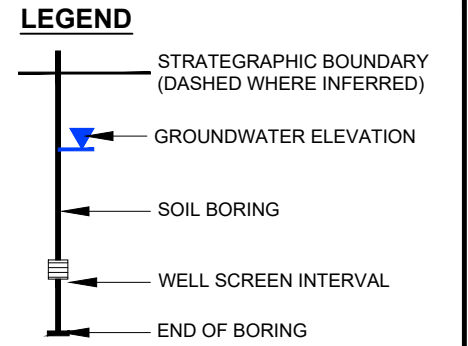 LEGEND
STRATEGRAPHIC BOUNDARY
(DASHED WHERE INFERRED)
GROUNDWATER ELEVATION
SOIL BORING
WELL SCREEN INTERVAL
END OF BORING